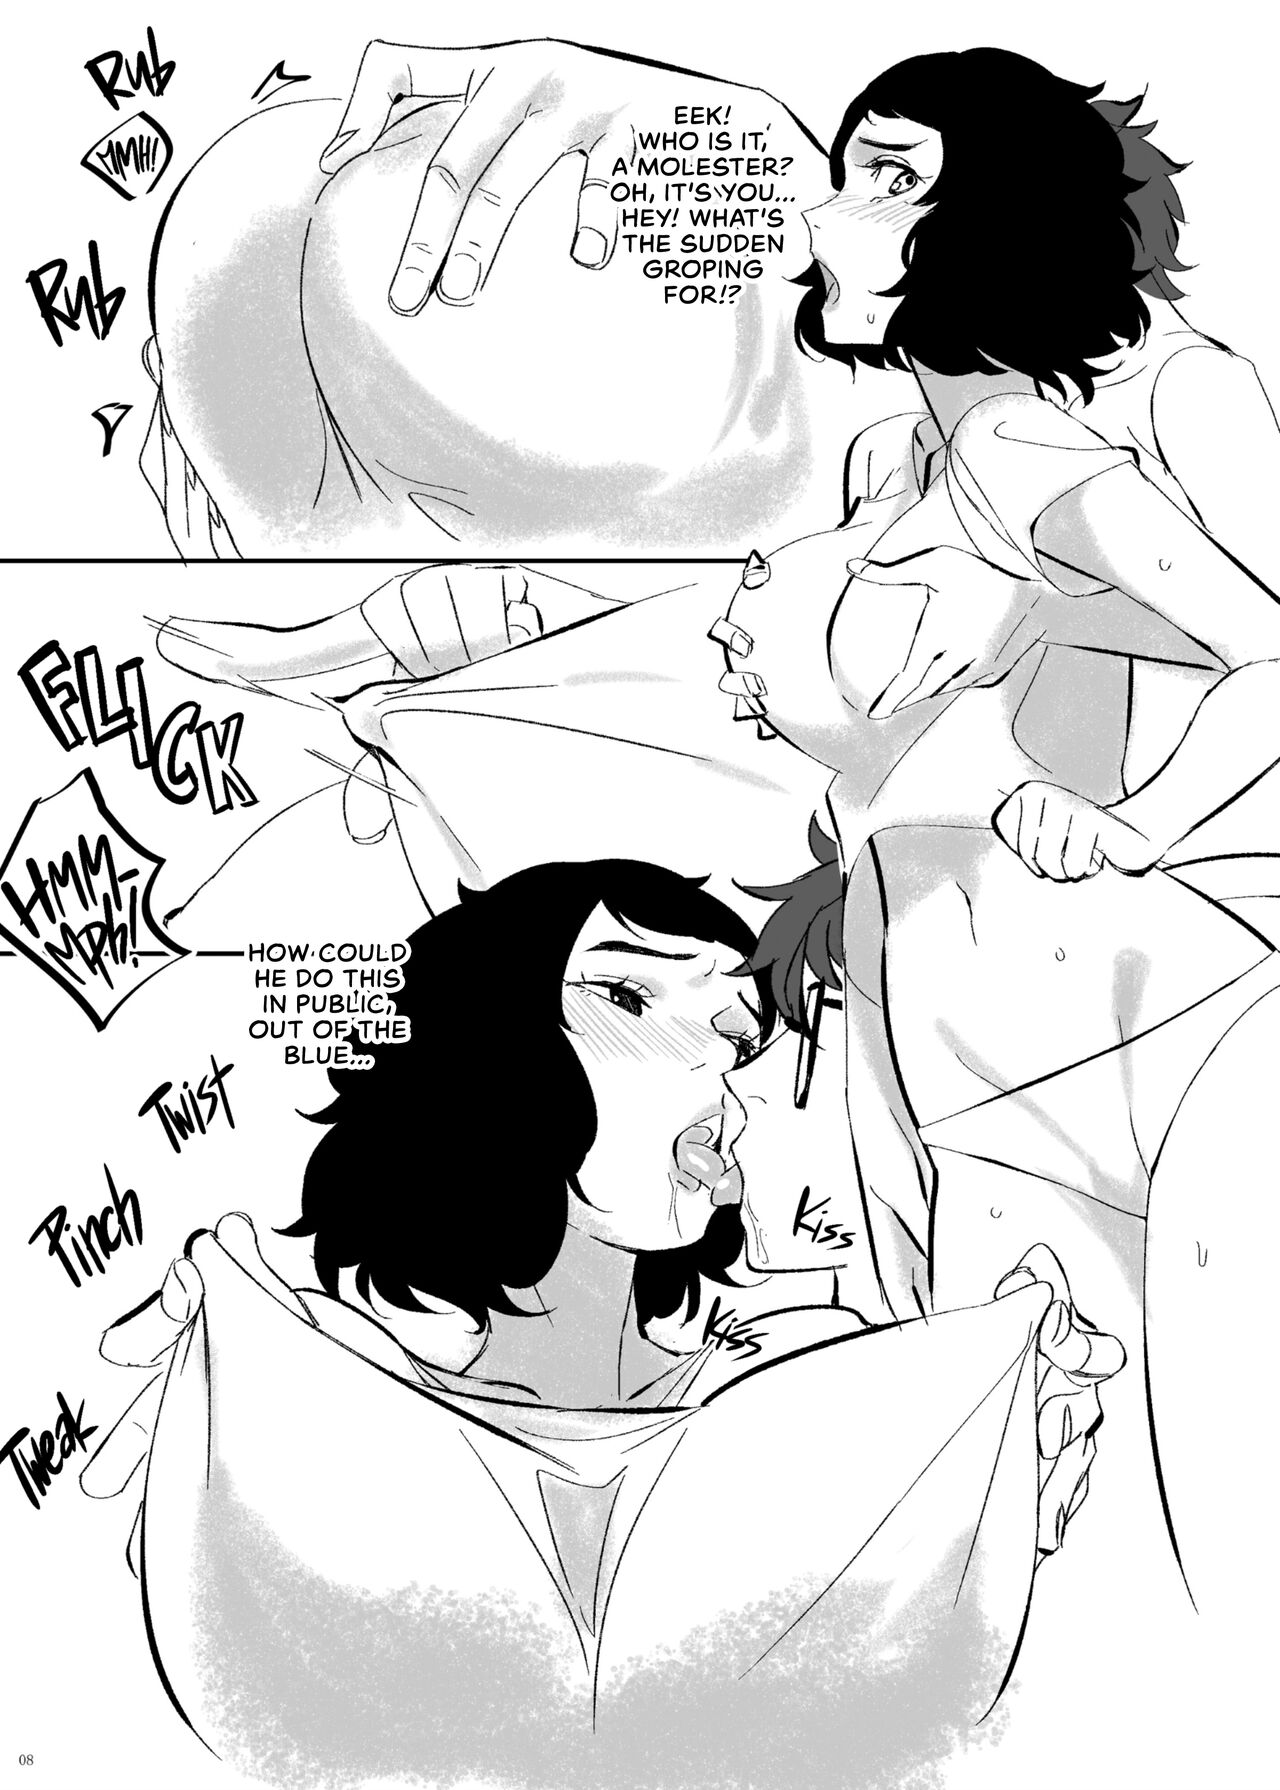 Rub
MMH!
EEK!
WHO IS IT,
A MOLESTER?
OH, IT'S YOU...
HEY! WHAT'S
THE SUDDEN
GROPING
FOR!?
Rub
FLICK
HMM-
MPh!
HOW COULD
HE DO THIS
IN PUBLIC,
OUT OF THE
BLUE...
Twist
Pinch
Kiss
Kiss
Tweak
08